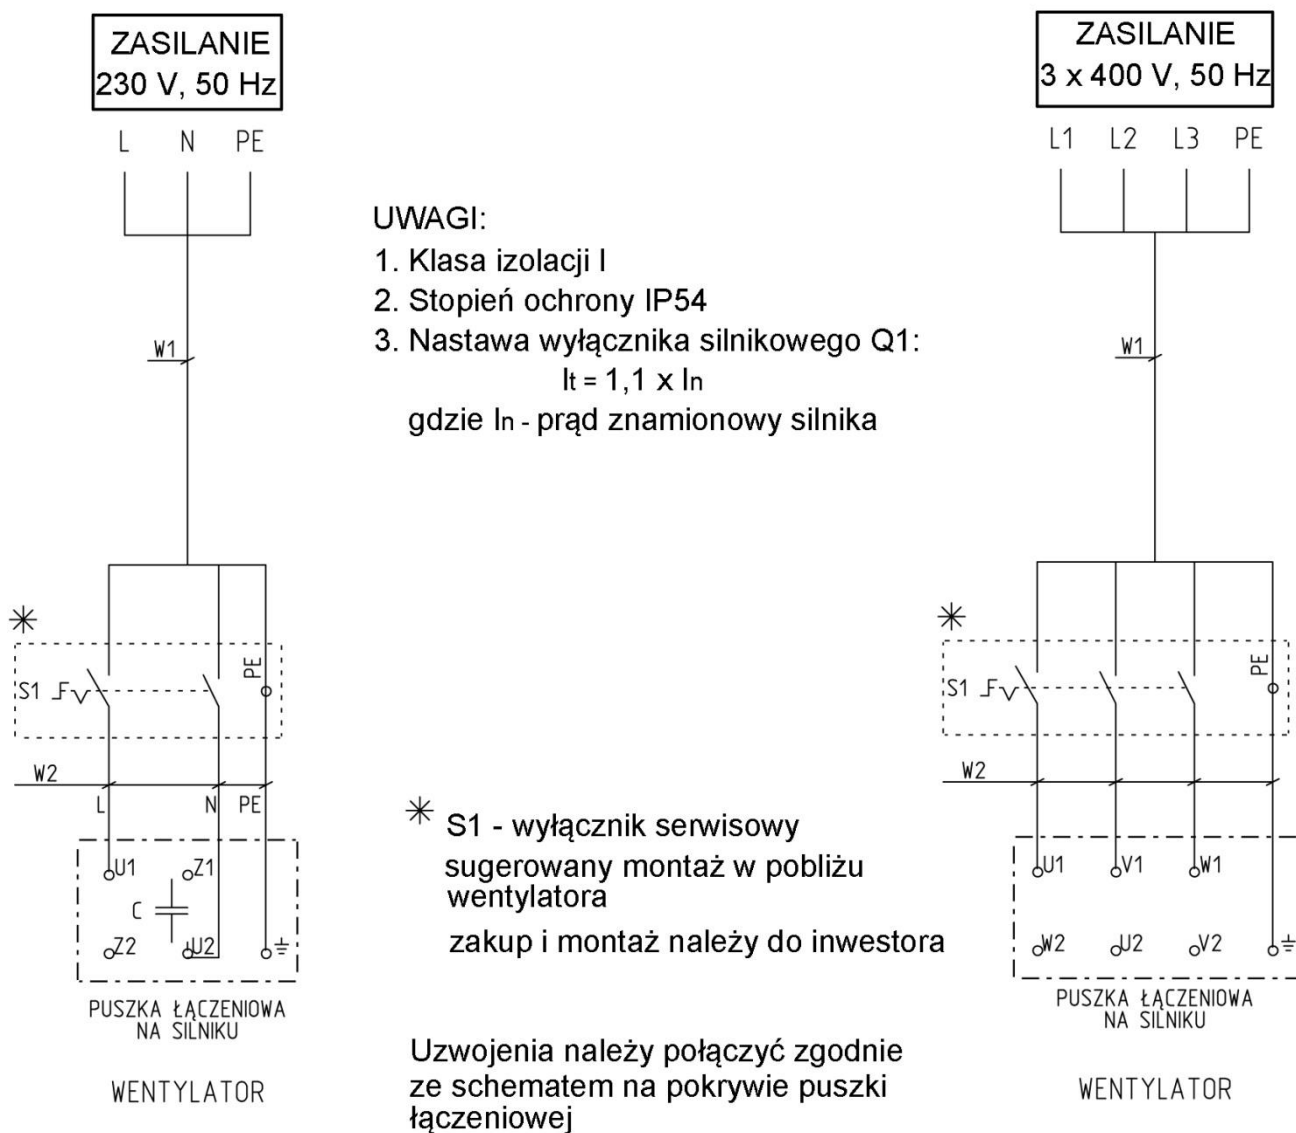 ZASILANIE
230 V, 50 Hz
L N PE
W1
S1
PE
W2
L N PE
U1 Z1
C
Z2 U2
PUSZKA ŁĄCZENIOWA
NA SILNIKU
WENTYLATOR
UWAGI:
1. Klasa izolacji I
2. Stopień ochrony IP54
3. Nastawa wyłącznika silnikowego Q1:
It = 1,1 x In
gdzie In - prąd znamionowy silnika
S1 - wyłącznik serwisowy
sugerowany montaż w pobliżu
wentylatora
zakup i montaż należy do inwestora
Uzwojenia należy połączyć zgodnie
ze schematem na pokrywie puszki
łączeniowej
ZASILANIE
3 x 400 V, 50 Hz
L1 L2 L3 PE
W1
S1
PE
W2
U1 V1 W1
W2 U2 V2
PUSZKA ŁĄCZENIOWA
NA SILNIKU
WENTYLATOR